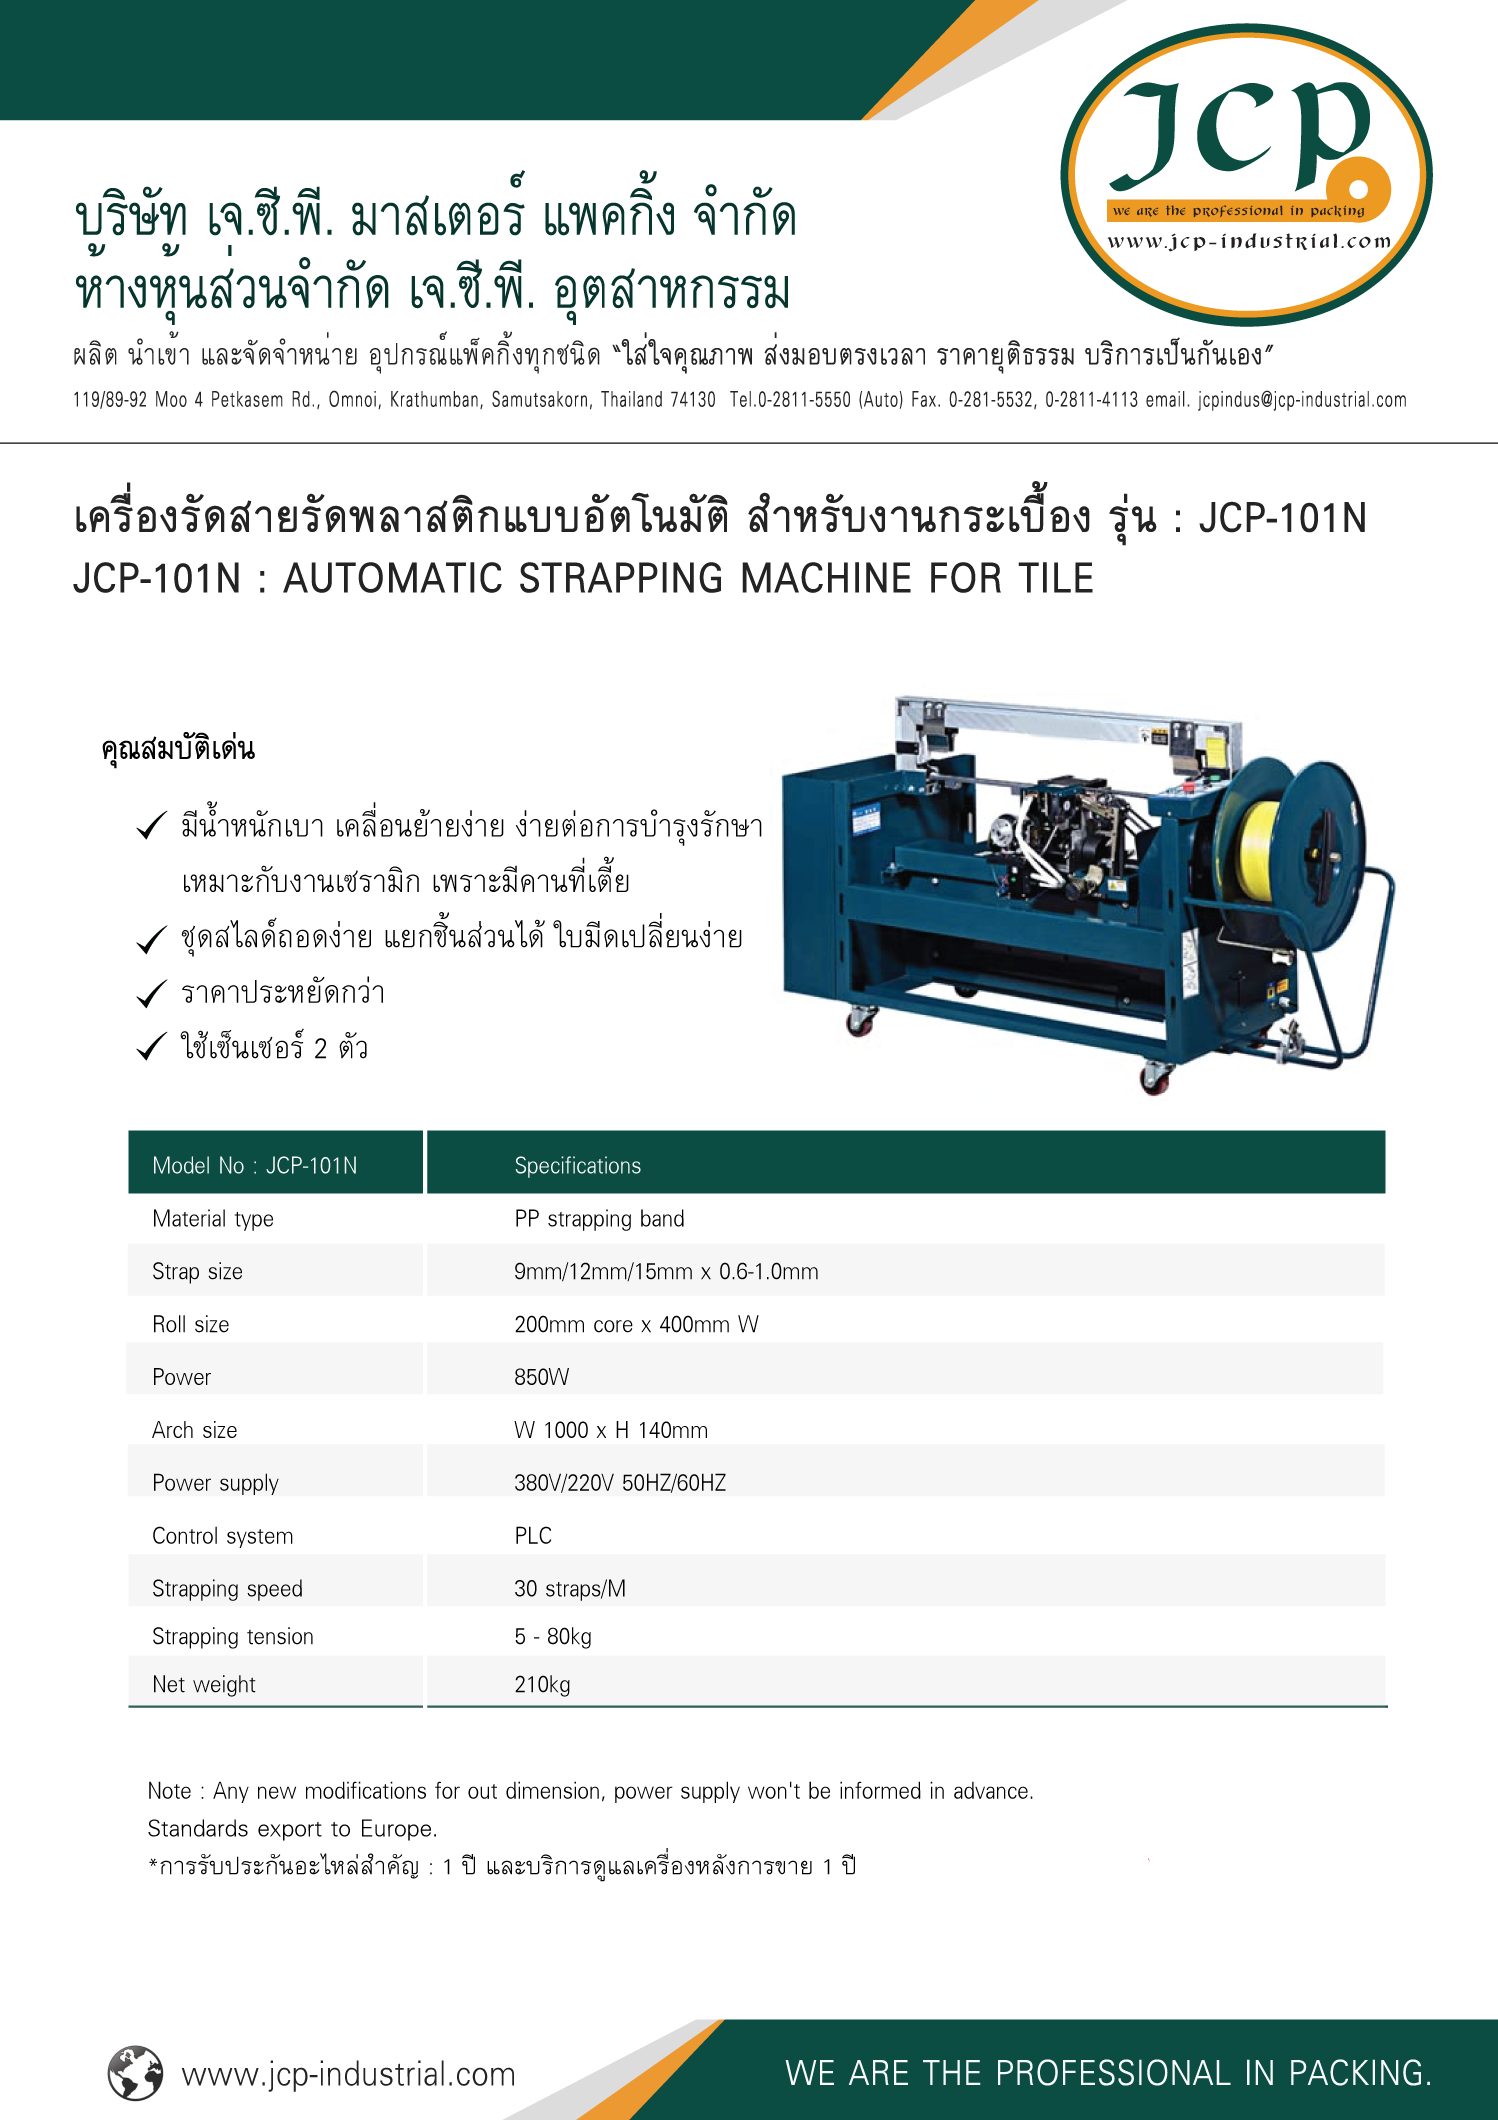 JCP
we are the professional in packing
www.jcp-industrial.com
บริษัท เจ.ซี.พี. มาสเตอร์ แพคกิ้ง จำกัด
ห้างหุ้นส่วนจำกัด เจ.ซี.พี. อุตสาหกรรม
ผลิต นำเข้า และจัดจำหน่าย อุปกรณ์แพ็คกิ้งทุกชนิด “ใส่ใจคุณภาพ ส่งมอบตรงเวลา ราคายุติธรรม บริการเป็นกันเอง”
119/89-92 Moo 4 Petkasem Rd., Omnoi, Krathumban, Samutsakorn, Thailand 74130 Tel.0-2811-5550 (Auto) Fax. 0-281-5532, 0-2811-4113 email. jcpindus@jcp-industrial.com
เครื่องรัดสายรัดพลาสติกแบบอัตโนมัติ สำหรับงานกระเบื้อง รุ่น : JCP-101N
JCP-101N : AUTOMATIC STRAPPING MACHINE FOR TILE
คุณสมบัติเด่น
มีน้ำหนักเบา เคลื่อนย้ายง่าย ง่ายต่อการบำรุงรักษา
เหมาะกับงานเซรามิก เพราะมีคานที่เตี้ย
ชุดสไลด์ถอดง่าย แยกชิ้นส่วนได้ ใบมีดเปลี่ยนง่าย
ราคาประหยัดกว่า
ใช้เซ็นเซอร์ 2 ตัว
Model No : JCP-101N Specifications
Material type PP strapping band
Strap size 9mm/12mm/15mm x 0.6-1.0mm
Roll size 200mm core x 400mm W
Power 850W
Arch size W 1000 x H 140mm
Power supply 380V/220V 50HZ/60HZ
Control system PLC
Strapping speed 30 straps/M
Strapping tension 5 - 80kg
Net weight 210kg
Note : Any new modifications for out dimension, power supply won't be informed in advance.
Standards export to Europe.
*การรับประกันอะไหล่สำคัญ : 1 ปี และบริการดูแลเครื่องหลังการขาย 1 ปี
www.jcp-industrial.com
WE ARE THE PROFESSIONAL IN PACKING.